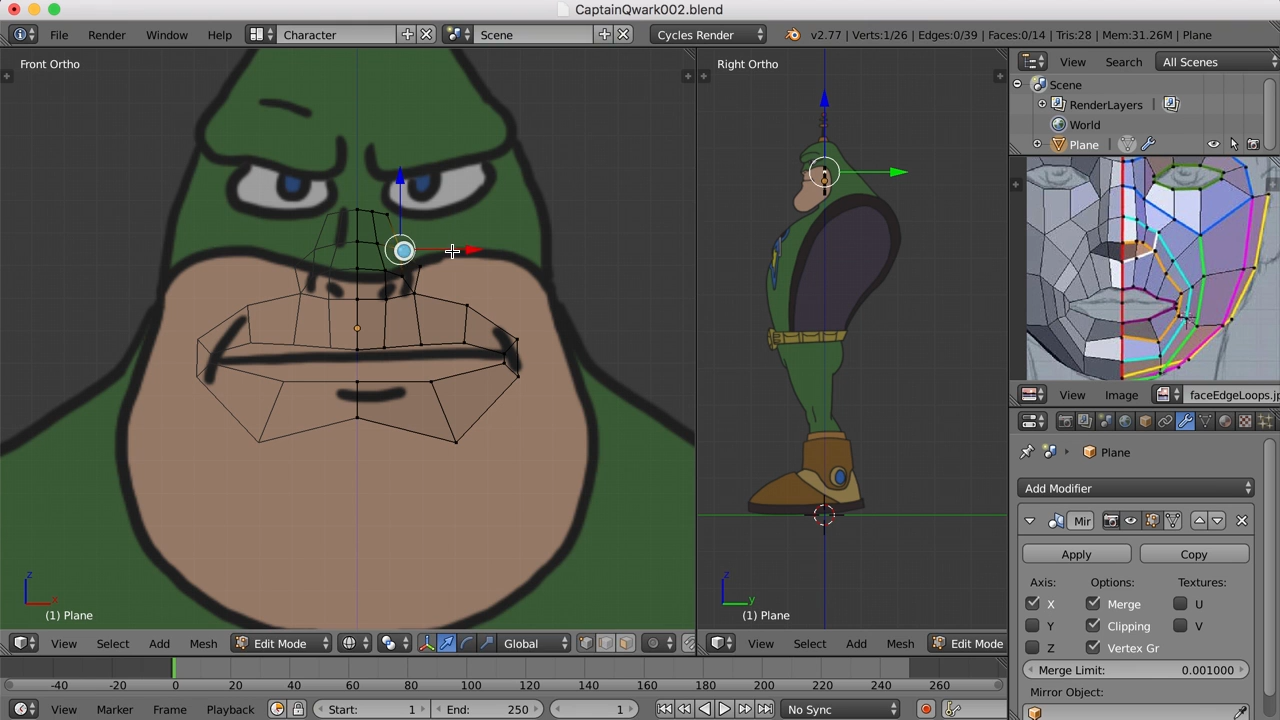 CaptainQwark002.blend
File Render Window Help Character Scene Cycles Render v2.77 | Verts:1/26 | Edges:0/39 | Faces:0/14 | Tris:28 | Mem:31.26M | Plane
Front Ortho
Right Ortho
View Search All Scenes
Scene
RenderLayers
World
Plane
View Image faceEdgeLoops.jp
Plane
Add Modifier
Mir
Apply Copy
Axis: Options: Textures:
X Merge U
Y Clipping V
Z Vertex Gr
Merge Limit: 0.001000
Mirror Object:
z
x
(1) Plane
z
y
(1) Plane
View Select Add Mesh Edit Mode Global
View Select Add Mesh Edit Mode
-40 -20 0 20 40 60 80 100 120 140 160 180 200 220 240 260
View Marker Frame Playback Start: 1 End: 250 1 No Sync